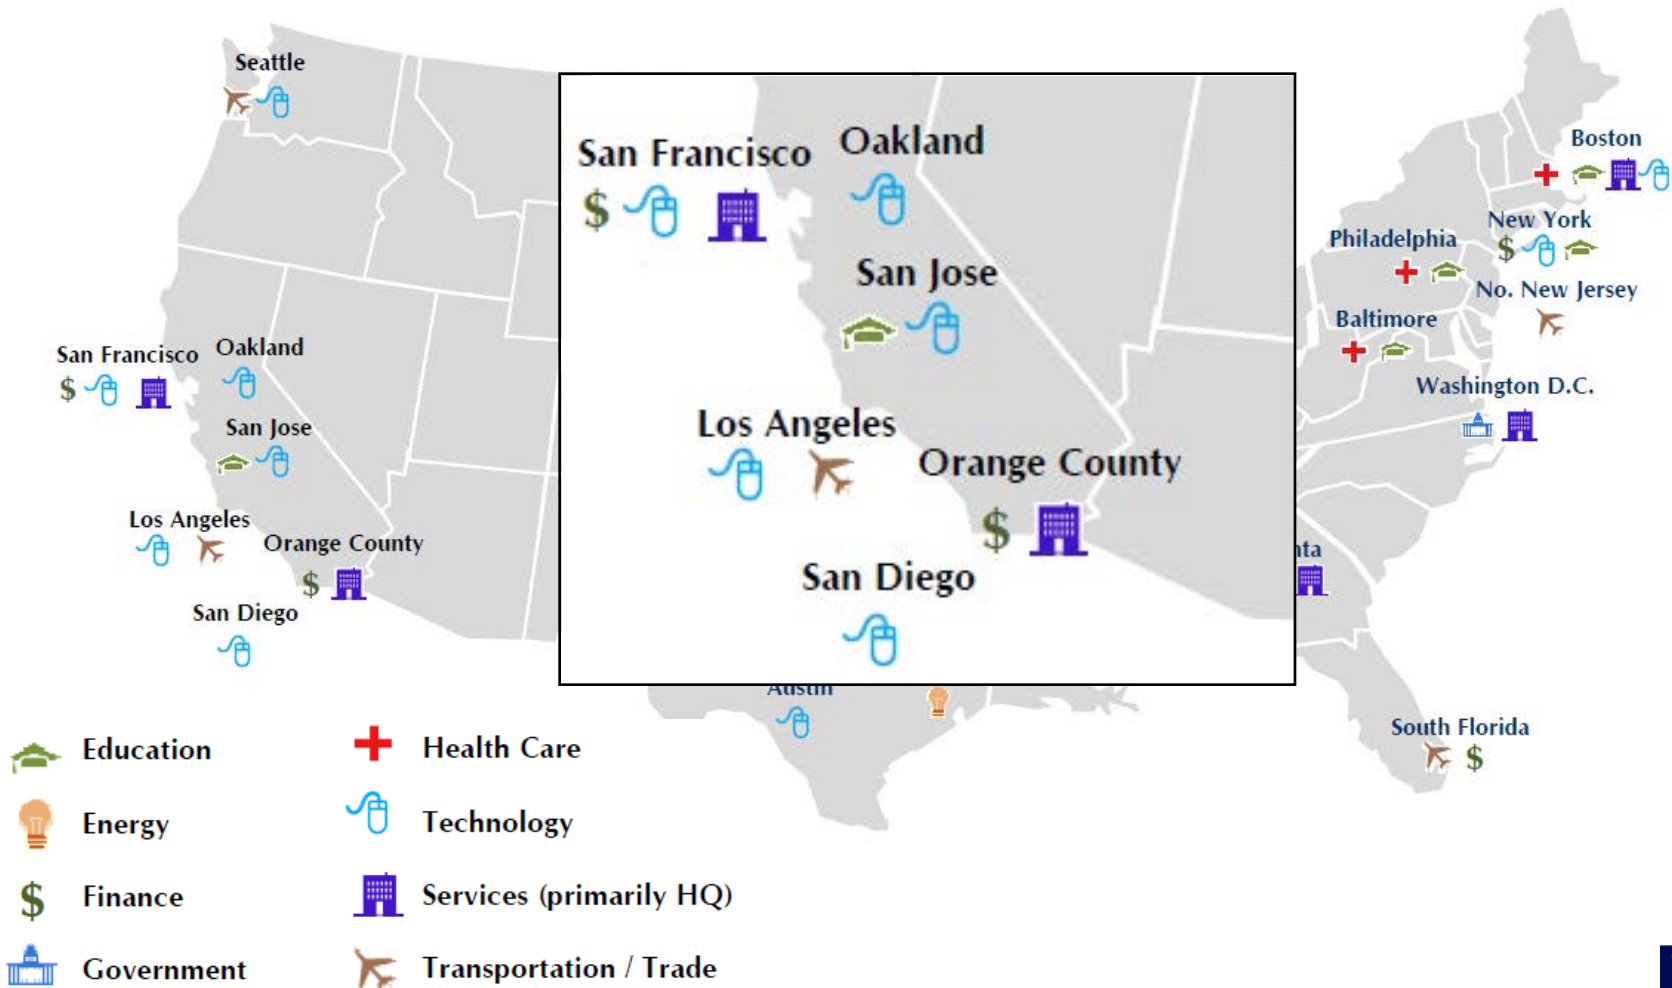 Seattle
San Francisco
Oakland
San Jose
Los Angeles
Orange County
San Diego
San Francisco
Oakland
$
San Jose
Los Angeles
Orange County
$
San Diego
$
$
Boston
New York
$
Philadelphia
No. New Jersey
Baltimore
Washington D.C.
nta
Austin
South Florida
$
Education
Health Care
Energy
Technology
$ Finance
Services (primarily HQ)
Government
Transportation / Trade